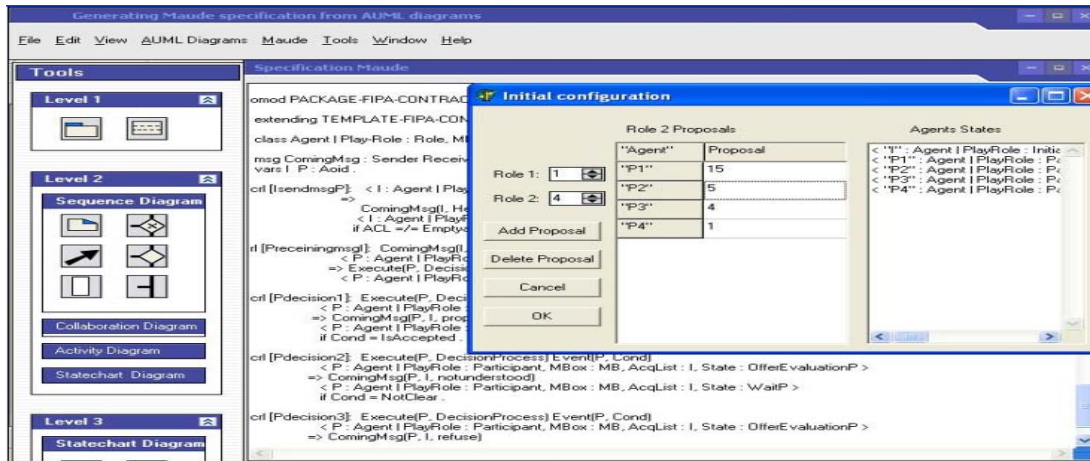 Generating Maude specification from AUML diagrams
File Edit View AUML Diagrams Maude Tools Window Help
Tools
Level 1
Level 2
Sequence Diagram
Collaboration Diagram
Activity Diagram
Statechart Diagram
Level 3
Statechart Diagram
Specification Maude
omod PACKAGE-FIPA-CONTRAC
extending TEMPLATE-FIPA-CON
class Agent | Play-Role : Role, M
msg ComingMsg : Sender Receiv
vars I P : Aoid .
crl [IsendmsgP]: < I : Agent | Play
=>
ComingMsg(I, He
< I : Agent | PlayR
if ACL =/= Emptya
rl [Preceiningmsgl]: ComingMsg(I,
< P : Agent | PlayRo
=> Execute(P, Decisi
< P : Agent | PlayRo
crl [Pdecision1]: Execute(P, Deci
< P : Agent | PlayRole :
=> ComingMsg(P, I, prop
< P : Agent | PlayRole :
if Cond = IsAccepted .
crl [Pdecision2]: Execute(P, DecisionProcess) Event(P, Cond)
< P : Agent | PlayRole : Participant, MBox : MB, AcqList : I, State : OfferEvaluationP >
=> ComingMsg(P, I, notunderstood)
< P : Agent | PlayRole : Participant, MBox : MB, AcqList : I, State : WaitP >
if Cond = NotClear .
crl [Pdecision3]: Execute(P, DecisionProcess) Event(P, Cond)
< P : Agent | PlayRole : Participant, MBox : MB, AcqList : I, State : OfferEvaluationP >
=> ComingMsg(P, I, refuse)
Initial configuration
Role 1: 1
Role 2: 4
Add Proposal
Delete Proposal
Cancel
OK
Role 2 Proposals
"Agent" Proposal
"P1" 15
"P2" 5
"P3" 4
"P4" 1
Agents States
< "I" : Agent | PlayRole : Initia
< "P1" : Agent | PlayRole : Pa
< "P2" : Agent | PlayRole : Pa
< "P3" : Agent | PlayRole : Pa
< "P4" : Agent | PlayRole : Pa